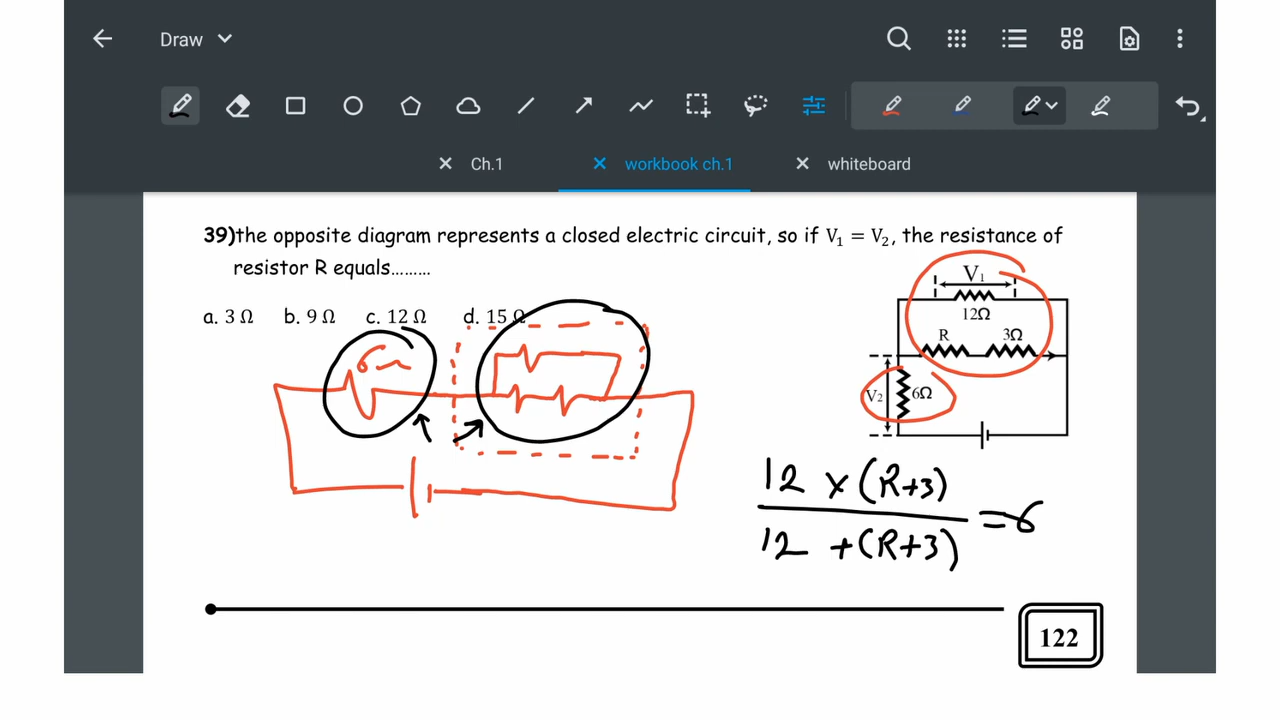 Draw
Ch.1
workbook ch.1
whiteboard
39)the opposite diagram represents a closed electric circuit, so if V₁ = V₂, the resistance of
resistor R equals.........
a. 3 Ω b. 9 Ω c. 12 Ω d. 15 Ω
V₁
12Ω
R 3Ω
V₂ 6Ω
6Ω
12 × (R+3)
12 + (R+3)
=6
122